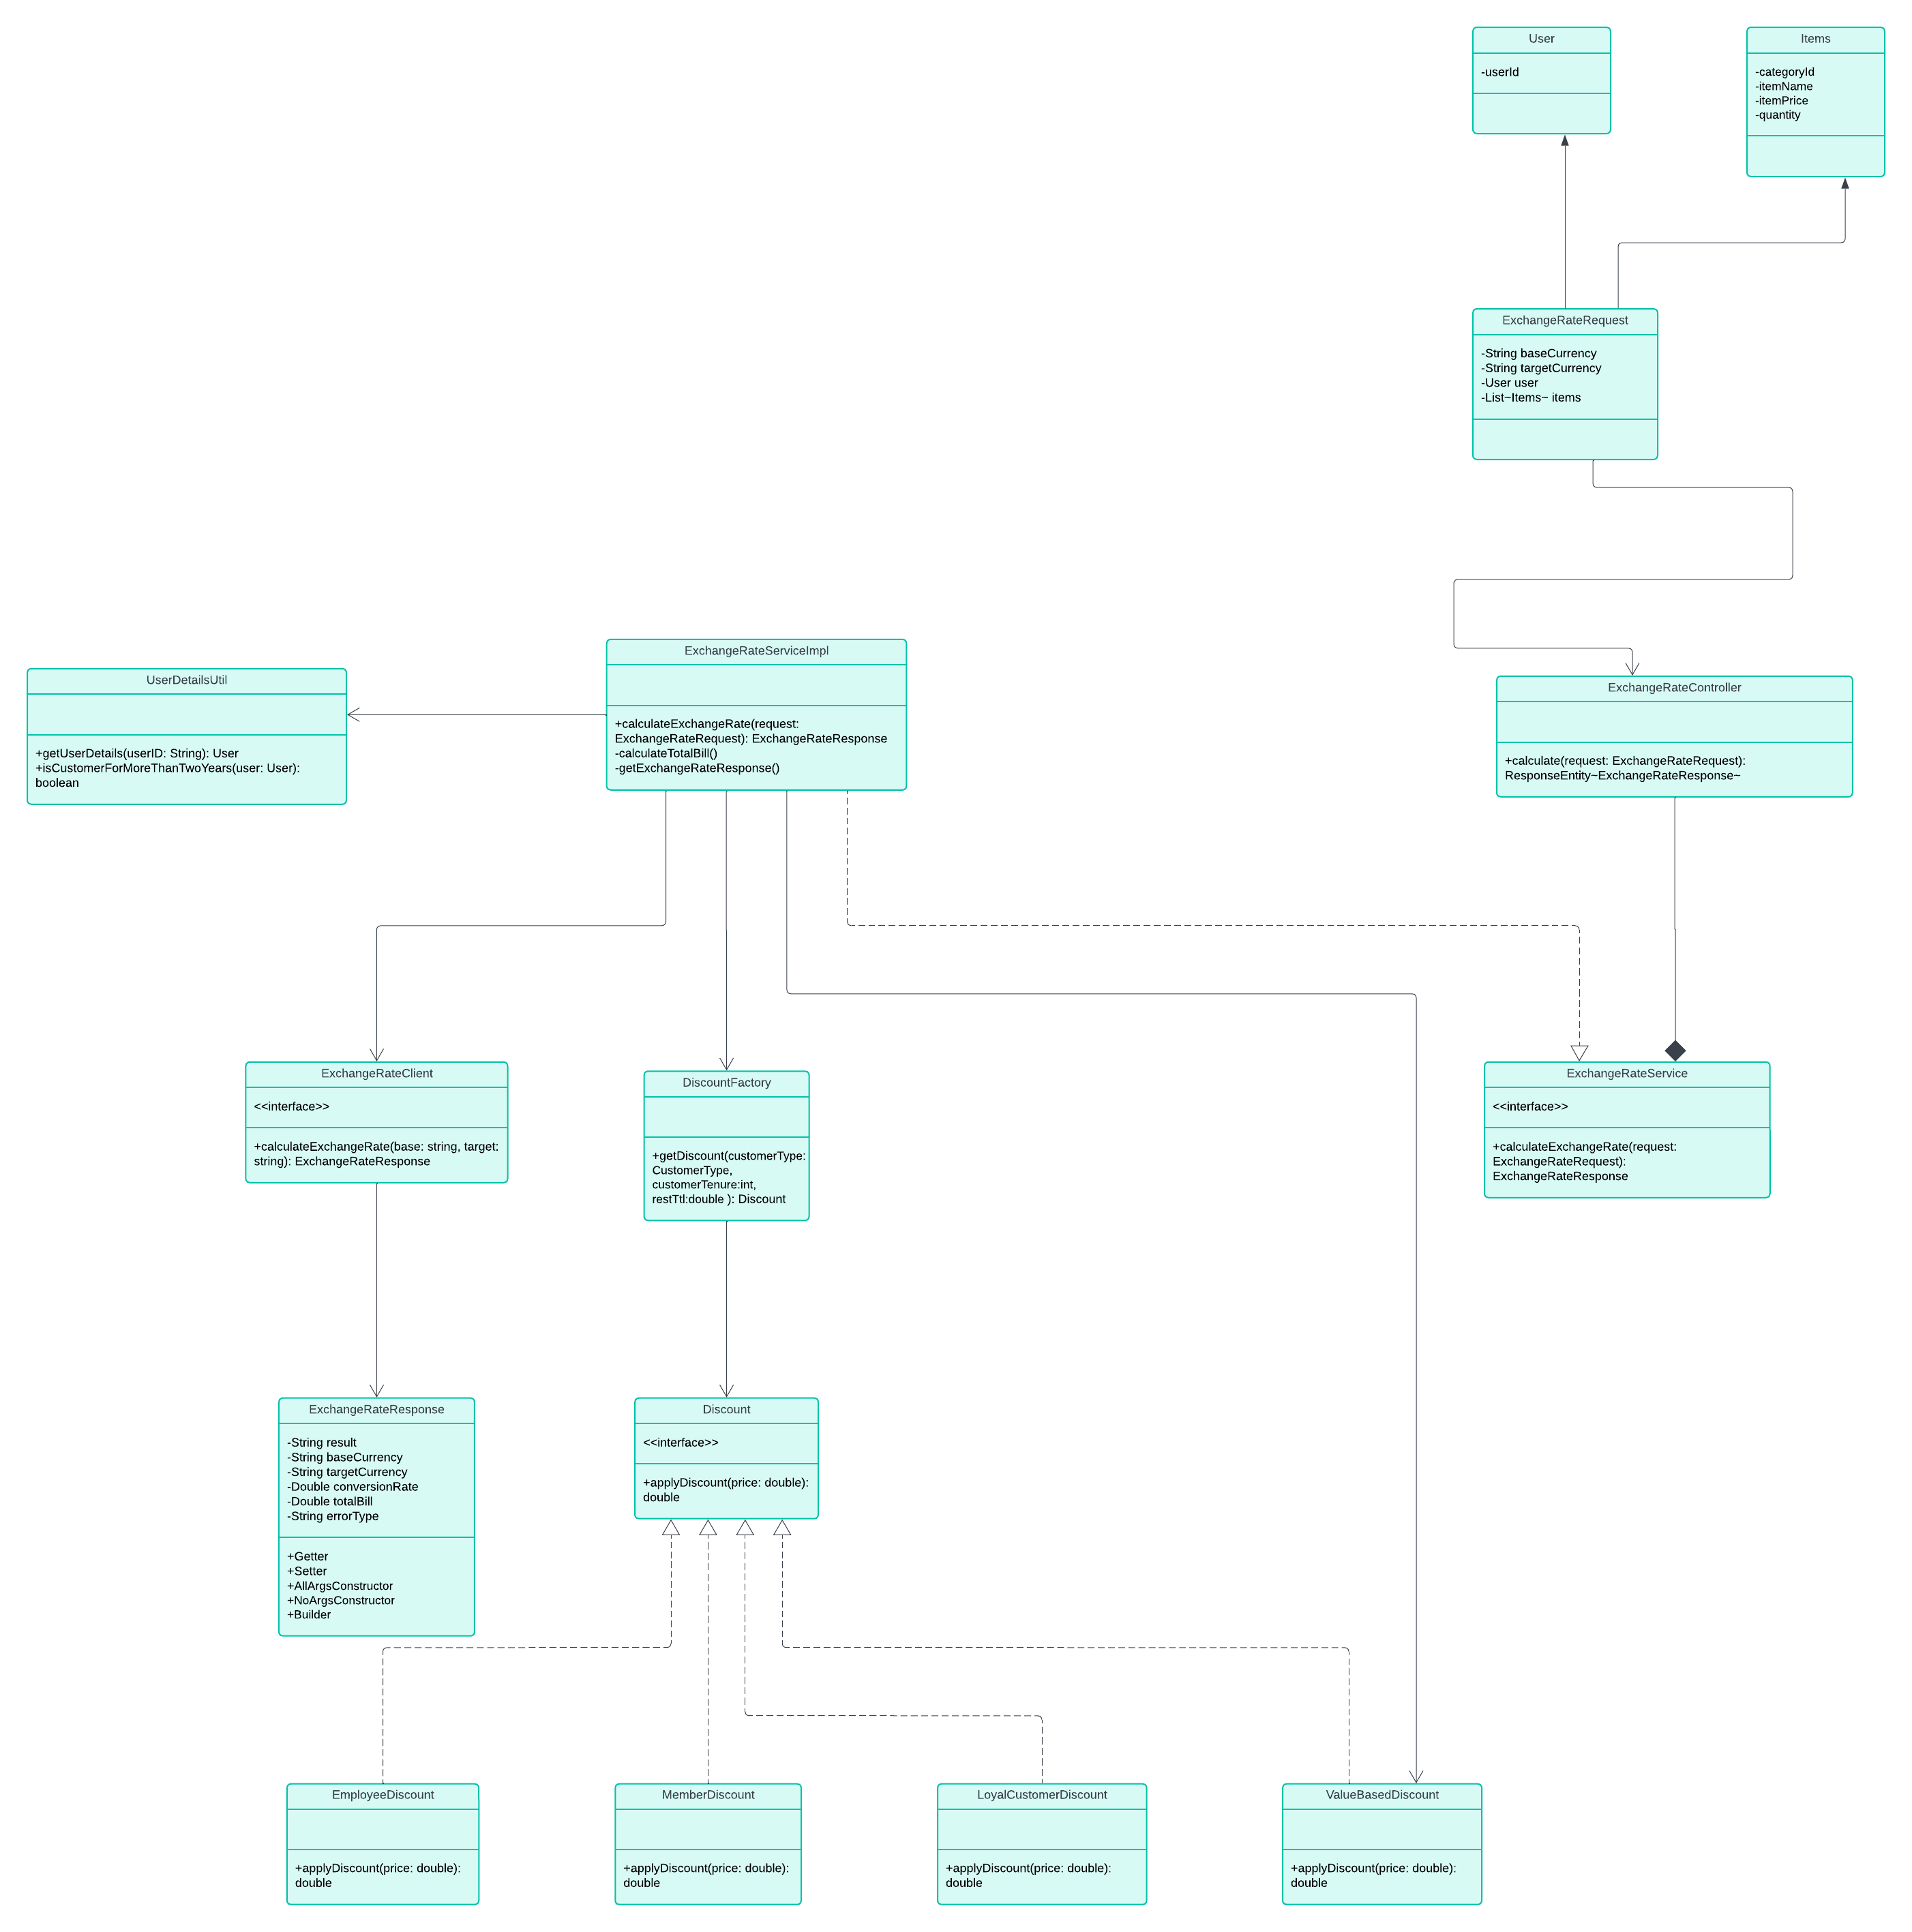 User
-userId
Items
-categoryId
-itemName
-itemPrice
-quantity
ExchangeRateRequest
-String baseCurrency
-String targetCurrency
-User user
-List~Items~ items
ExchangeRateServiceImpl
+calculateExchangeRate(request:
ExchangeRateRequest): ExchangeRateResponse
-calculateTotalBill()
-getExchangeRateResponse()
UserDetailsUtil
+getUserDetails(userID: String): User
+isCustomerForMoreThanTwoYears(user: User):
boolean
ExchangeRateController
+calculate(request: ExchangeRateRequest):
ResponseEntity~ExchangeRateResponse~
ExchangeRateClient
<<interface>>
+calculateExchangeRate(base: string, target:
string): ExchangeRateResponse
DiscountFactory
+getDiscount(customerType:
CustomerType,
customerTenure:int,
restTtl:double ): Discount
ExchangeRateService
<<interface>>
+calculateExchangeRate(request:
ExchangeRateRequest):
ExchangeRateResponse
ExchangeRateResponse
-String result
-String baseCurrency
-String targetCurrency
-Double conversionRate
-Double totalBill
-String errorType
+Getter
+Setter
+AllArgsConstructor
+NoArgsConstructor
+Builder
Discount
<<interface>>
+applyDiscount(price: double):
double
EmployeeDiscount
+applyDiscount(price: double):
double
MemberDiscount
+applyDiscount(price: double):
double
LoyalCustomerDiscount
+applyDiscount(price: double):
double
ValueBasedDiscount
+applyDiscount(price: double):
double